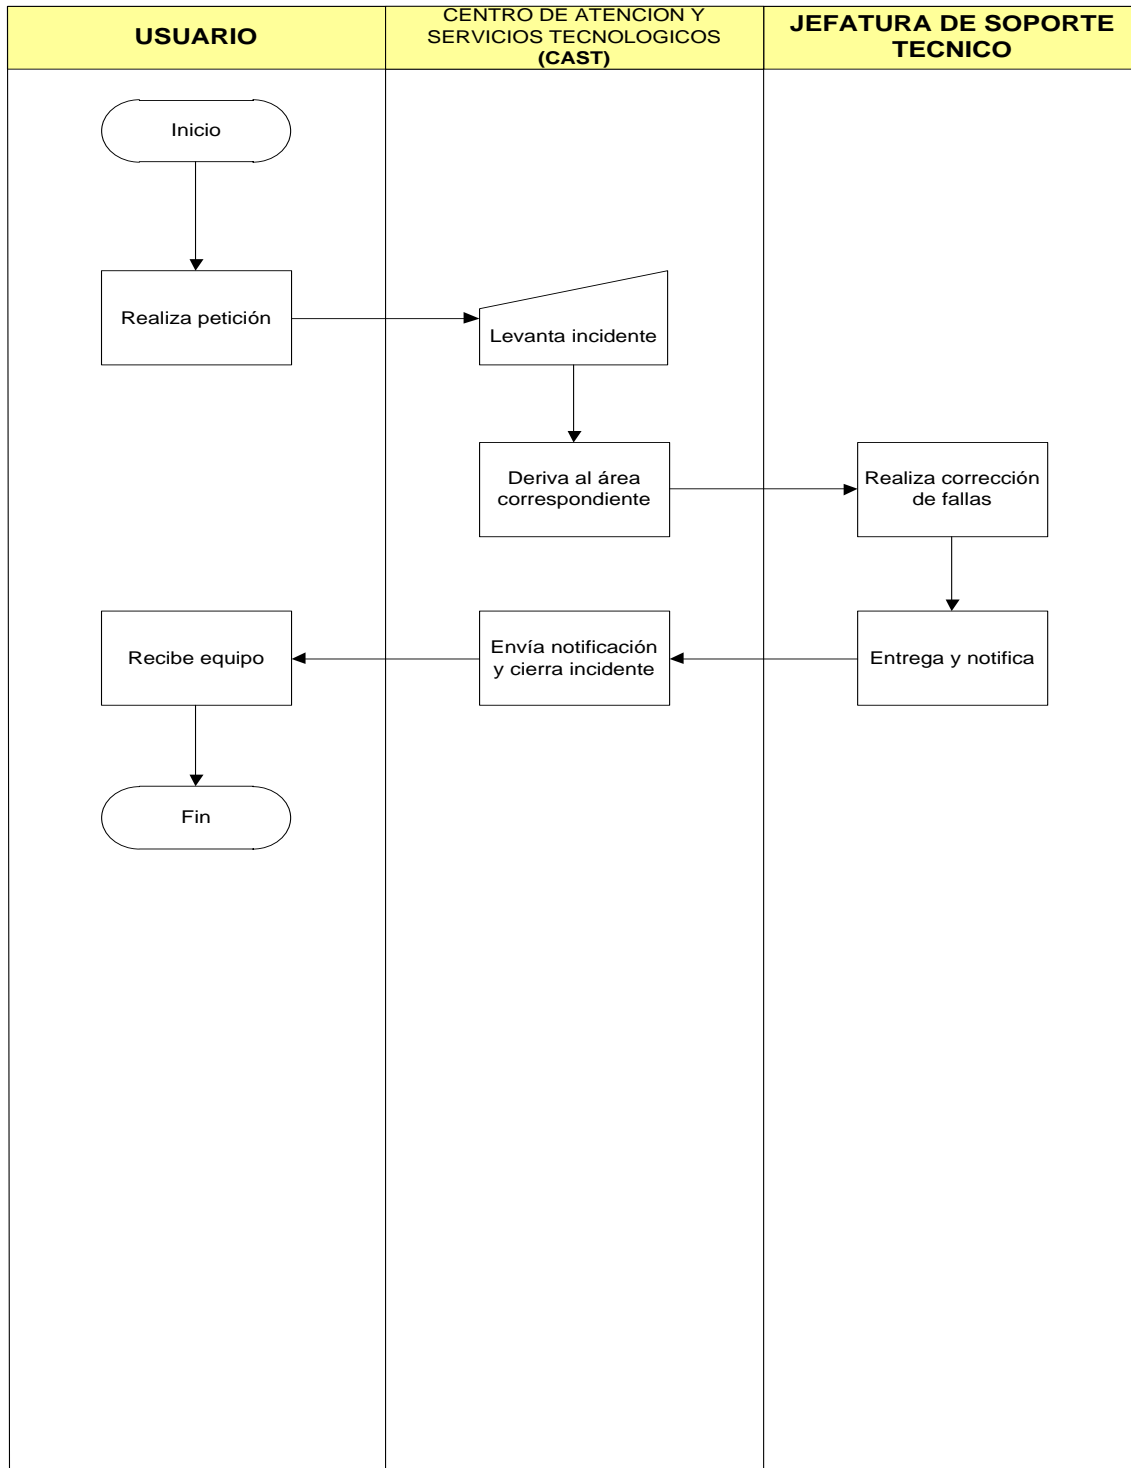 USUARIO
CENTRO DE ATENCION Y
SERVICIOS TECNOLOGICOS
(CAST)
JEFATURA DE SOPORTE
TECNICO
Inicio
Realiza petición
Levanta incidente
Deriva al área
correspondiente
Realiza corrección
de fallas
Recibe equipo
Envía notificación
y cierra incidente
Entrega y notifica
Fin